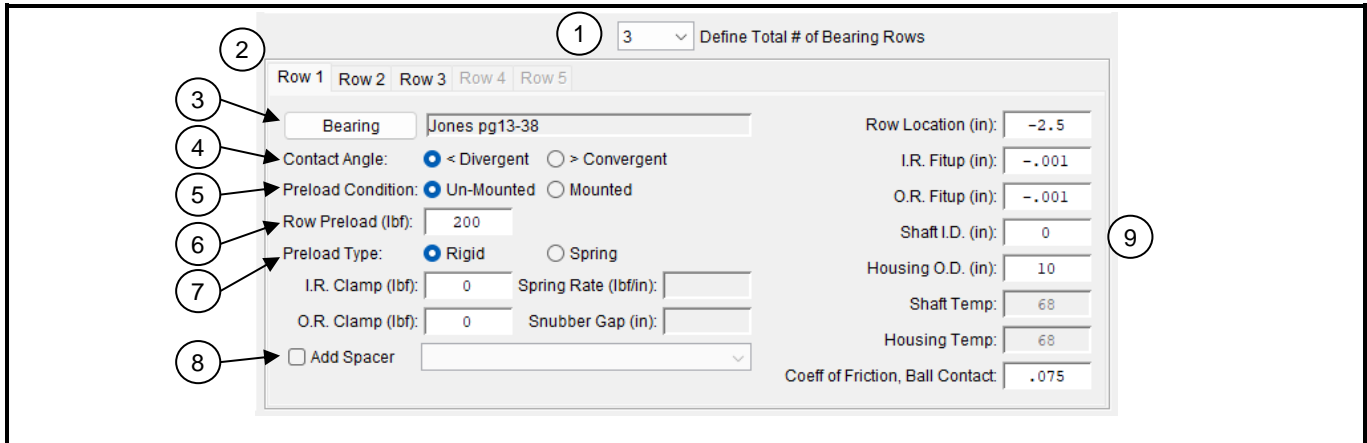 1 3 Define Total # of Bearing Rows
2
Row 1 Row 2 Row 3 Row 4 Row 5
3 Bearing Jones pg13-38 Row Location (in): -2.5
4 Contact Angle: < Divergent > Convergent I.R. Fitup (in): -.001
5 Preload Condition: Un-Mounted Mounted O.R. Fitup (in): -.001
6 Row Preload (lbf): 200 Shaft I.D. (in): 0 9
7 Preload Type: Rigid Spring Housing O.D. (in): 10
I.R. Clamp (lbf): 0 Spring Rate (lbf/in): Shaft Temp: 68
O.R. Clamp (lbf): 0 Snubber Gap (in): Housing Temp: 68
8 Add Spacer Coeff of Friction, Ball Contact: .075